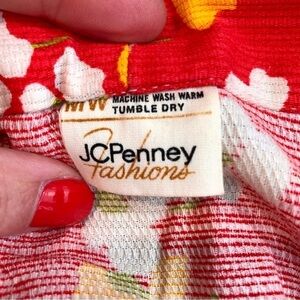 MACHINE WASH WARM
TUMBLE DRY
JCPenney
Fashions